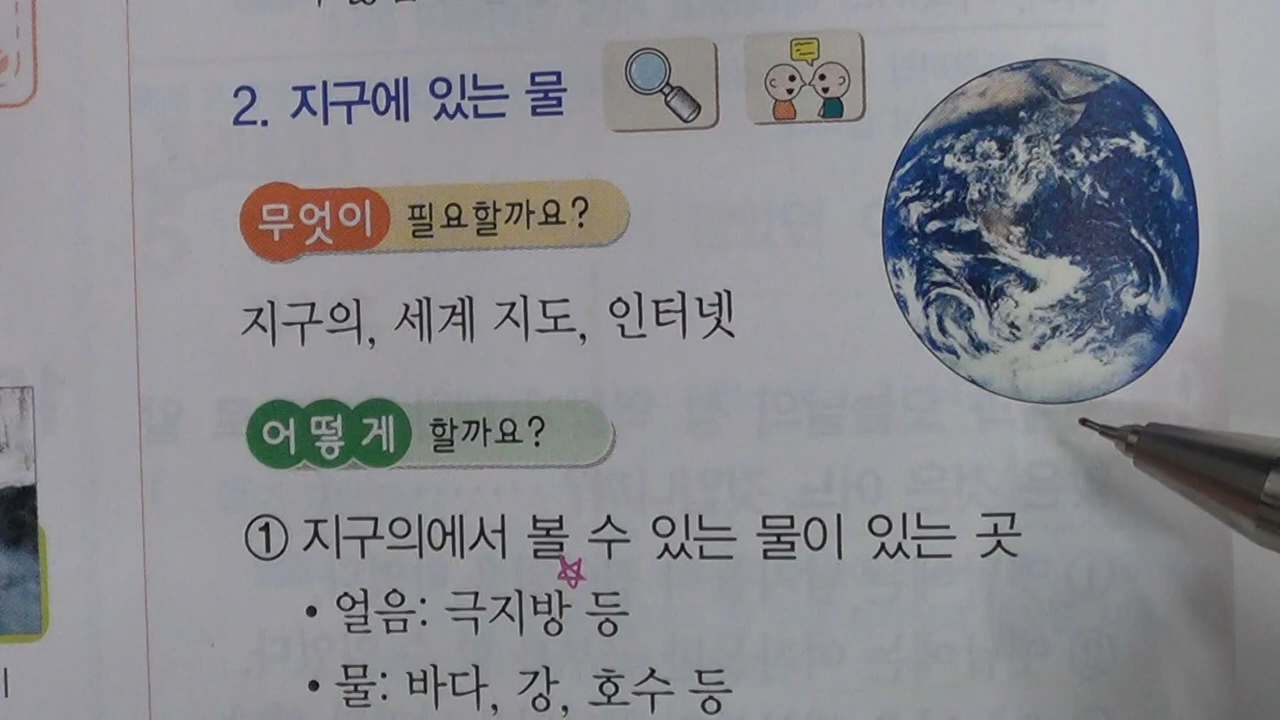 2. 지구에 있는 물
무엇이 필요할까요?
지구의, 세계 지도, 인터넷
어떻게 할까요?
① 지구의에서 볼 수 있는 물이 있는 곳
• 얼음: 극지방 등
• 물: 바다, 강, 호수 등